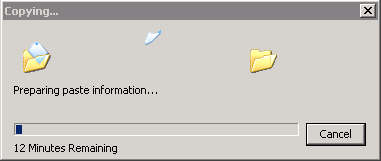 Copying...
Preparing paste information...
12 Minutes Remaining
Cancel